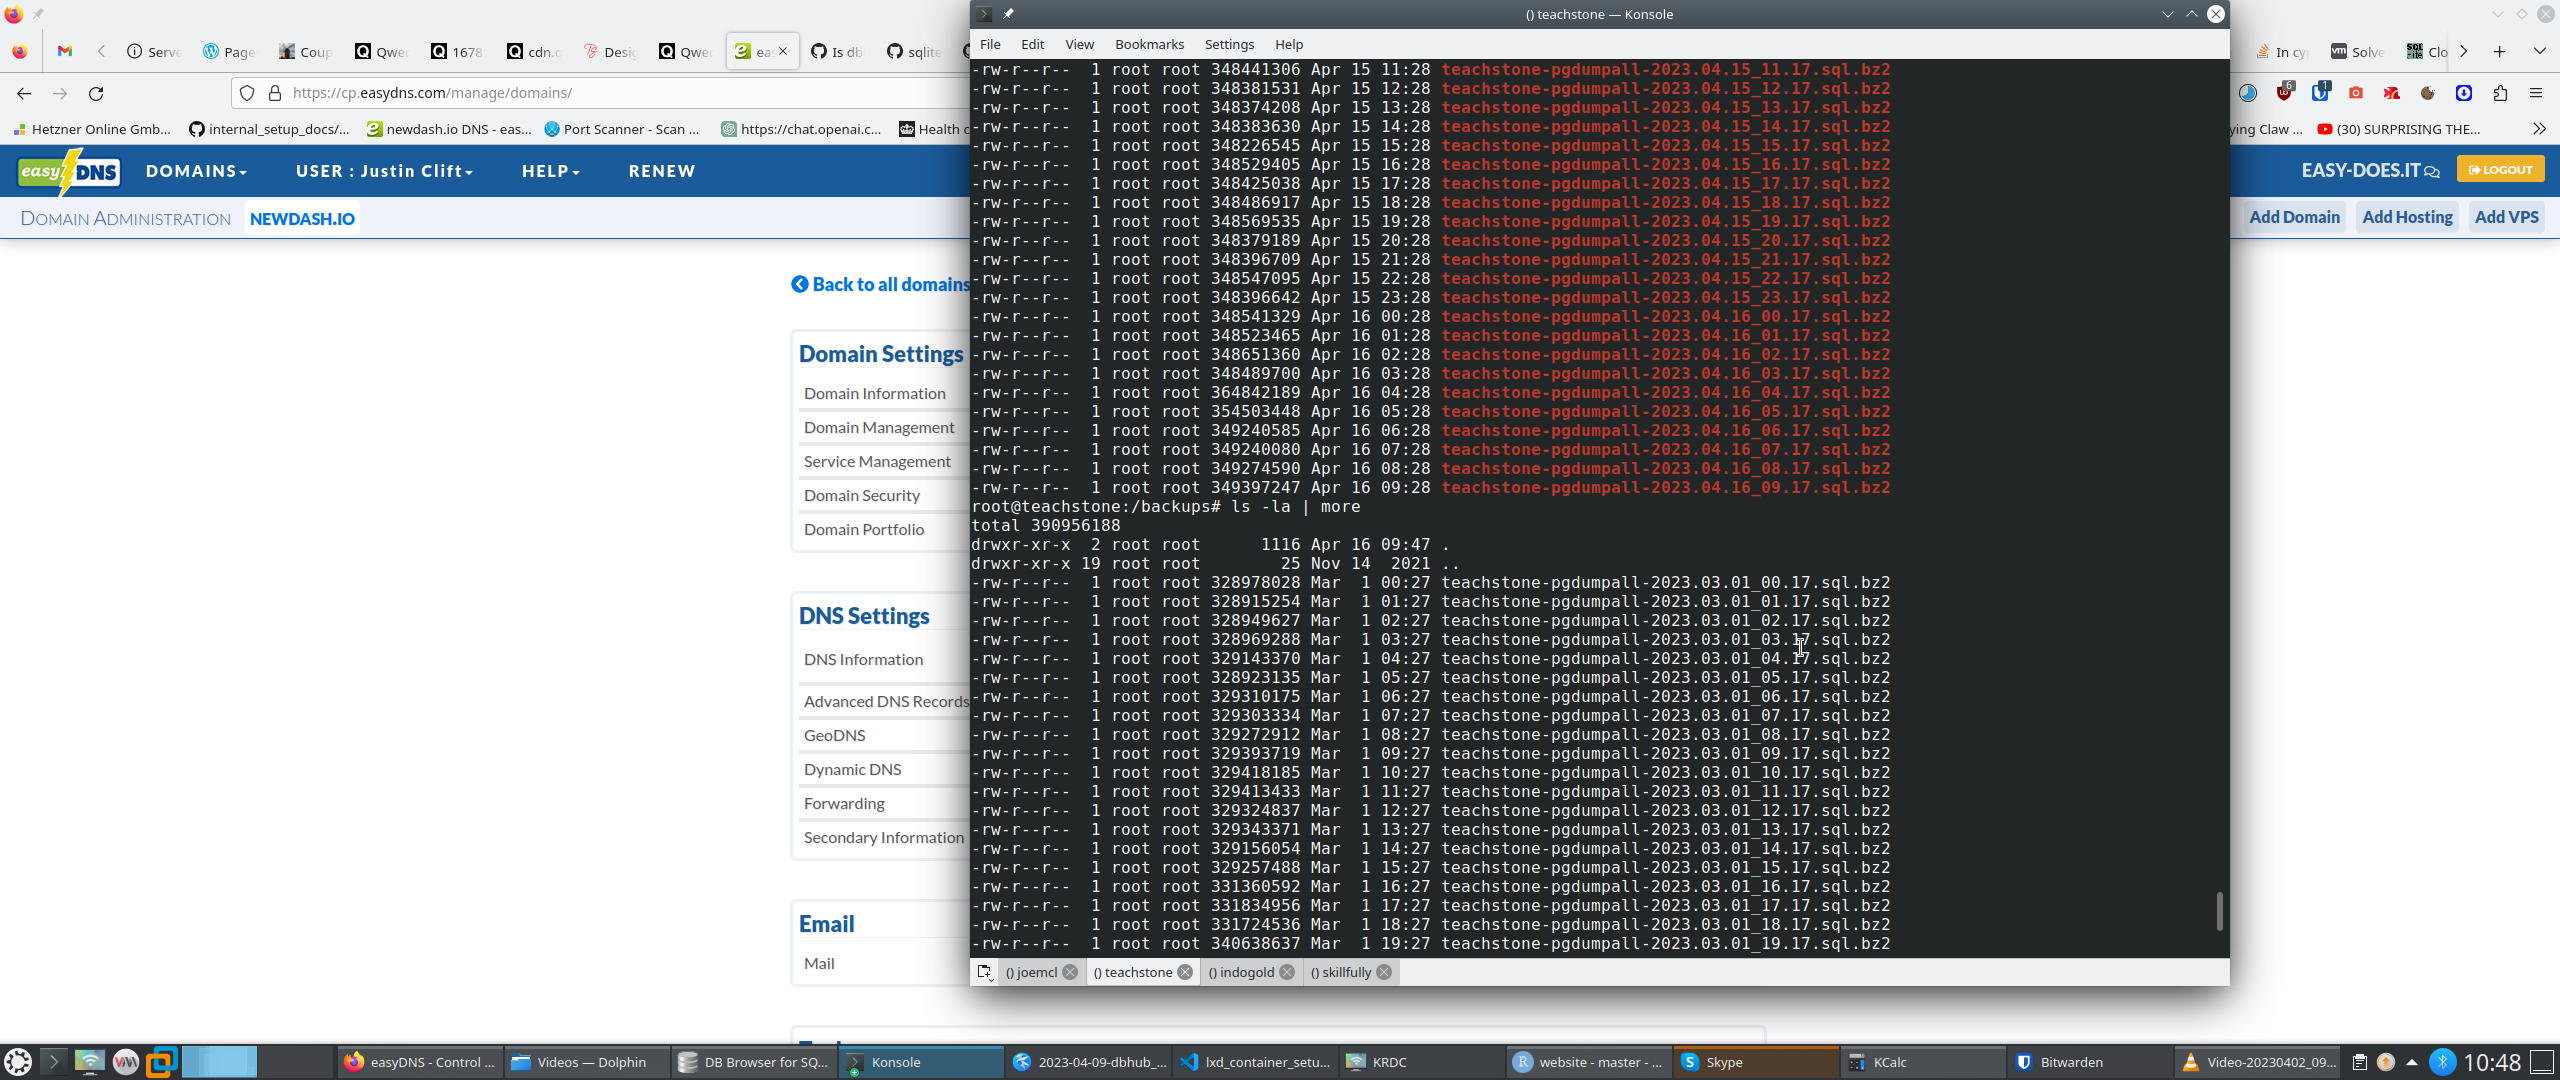 () teachstone — Konsole
File Edit View Bookmarks Settings Help
Serv
Page
Coup
Qwe
1678
cdn.
Desig
Qwe
eas
Is db
sqlite
In cy
Solve
Clo
https://cp.easydns.com/manage/domains/
Hetzner Online Gmb...
internal_setup_docs/...
newdash.io DNS - eas...
Port Scanner - Scan ...
https://chat.openai.c...
Health c
ying Claw ...
(30) SURPRISING THE...
easyDNS
DOMAINS
USER : Justin Clift
HELP
RENEW
EASY-DOES.IT
LOGOUT
DOMAIN ADMINISTRATION NEWDASH.IO
Add Domain Add Hosting Add VPS
Back to all domains
Domain Settings
Domain Information
Domain Management
Service Management
Domain Security
Domain Portfolio
DNS Settings
DNS Information
Advanced DNS Records
GeoDNS
Dynamic DNS
Forwarding
Secondary Information
Email
Mail
-rw-r--r-- 1 root root 348441306 Apr 15 11:28 teachstone-pgdumpall-2023.04.15_11.17.sql.bz2
-rw-r--r-- 1 root root 348381531 Apr 15 12:28 teachstone-pgdumpall-2023.04.15_12.17.sql.bz2
-rw-r--r-- 1 root root 348374208 Apr 15 13:28 teachstone-pgdumpall-2023.04.15_13.17.sql.bz2
-rw-r--r-- 1 root root 348383630 Apr 15 14:28 teachstone-pgdumpall-2023.04.15_14.17.sql.bz2
-rw-r--r-- 1 root root 348226545 Apr 15 15:28 teachstone-pgdumpall-2023.04.15_15.17.sql.bz2
-rw-r--r-- 1 root root 348529405 Apr 15 16:28 teachstone-pgdumpall-2023.04.15_16.17.sql.bz2
-rw-r--r-- 1 root root 348425038 Apr 15 17:28 teachstone-pgdumpall-2023.04.15_17.17.sql.bz2
-rw-r--r-- 1 root root 348486917 Apr 15 18:28 teachstone-pgdumpall-2023.04.15_18.17.sql.bz2
-rw-r--r-- 1 root root 348569535 Apr 15 19:28 teachstone-pgdumpall-2023.04.15_19.17.sql.bz2
-rw-r--r-- 1 root root 348379189 Apr 15 20:28 teachstone-pgdumpall-2023.04.15_20.17.sql.bz2
-rw-r--r-- 1 root root 348396709 Apr 15 21:28 teachstone-pgdumpall-2023.04.15_21.17.sql.bz2
-rw-r--r-- 1 root root 348547095 Apr 15 22:28 teachstone-pgdumpall-2023.04.15_22.17.sql.bz2
-rw-r--r-- 1 root root 348396642 Apr 15 23:28 teachstone-pgdumpall-2023.04.15_23.17.sql.bz2
-rw-r--r-- 1 root root 348541329 Apr 16 00:28 teachstone-pgdumpall-2023.04.16_00.17.sql.bz2
-rw-r--r-- 1 root root 348523465 Apr 16 01:28 teachstone-pgdumpall-2023.04.16_01.17.sql.bz2
-rw-r--r-- 1 root root 348651360 Apr 16 02:28 teachstone-pgdumpall-2023.04.16_02.17.sql.bz2
-rw-r--r-- 1 root root 348489700 Apr 16 03:28 teachstone-pgdumpall-2023.04.16_03.17.sql.bz2
-rw-r--r-- 1 root root 364842189 Apr 16 04:28 teachstone-pgdumpall-2023.04.16_04.17.sql.bz2
-rw-r--r-- 1 root root 354503448 Apr 16 05:28 teachstone-pgdumpall-2023.04.16_05.17.sql.bz2
-rw-r--r-- 1 root root 349240585 Apr 16 06:28 teachstone-pgdumpall-2023.04.16_06.17.sql.bz2
-rw-r--r-- 1 root root 349240080 Apr 16 07:28 teachstone-pgdumpall-2023.04.16_07.17.sql.bz2
-rw-r--r-- 1 root root 349274590 Apr 16 08:28 teachstone-pgdumpall-2023.04.16_08.17.sql.bz2
-rw-r--r-- 1 root root 349397247 Apr 16 09:28 teachstone-pgdumpall-2023.04.16_09.17.sql.bz2
root@teachstone:/backups# ls -la | more
total 390956188
drwxr-xr-x 2 root root 1116 Apr 16 09:47 .
drwxr-xr-x 19 root root 25 Nov 14 2021 ..
-rw-r--r-- 1 root root 328978028 Mar 1 00:27 teachstone-pgdumpall-2023.03.01_00.17.sql.bz2
-rw-r--r-- 1 root root 328915254 Mar 1 01:27 teachstone-pgdumpall-2023.03.01_01.17.sql.bz2
-rw-r--r-- 1 root root 328949627 Mar 1 02:27 teachstone-pgdumpall-2023.03.01_02.17.sql.bz2
-rw-r--r-- 1 root root 328969288 Mar 1 03:27 teachstone-pgdumpall-2023.03.01_03.17.sql.bz2
-rw-r--r-- 1 root root 329143370 Mar 1 04:27 teachstone-pgdumpall-2023.03.01_04.17.sql.bz2
-rw-r--r-- 1 root root 328923135 Mar 1 05:27 teachstone-pgdumpall-2023.03.01_05.17.sql.bz2
-rw-r--r-- 1 root root 329310175 Mar 1 06:27 teachstone-pgdumpall-2023.03.01_06.17.sql.bz2
-rw-r--r-- 1 root root 329303334 Mar 1 07:27 teachstone-pgdumpall-2023.03.01_07.17.sql.bz2
-rw-r--r-- 1 root root 329272912 Mar 1 08:27 teachstone-pgdumpall-2023.03.01_08.17.sql.bz2
-rw-r--r-- 1 root root 329393719 Mar 1 09:27 teachstone-pgdumpall-2023.03.01_09.17.sql.bz2
-rw-r--r-- 1 root root 329418185 Mar 1 10:27 teachstone-pgdumpall-2023.03.01_10.17.sql.bz2
-rw-r--r-- 1 root root 329413433 Mar 1 11:27 teachstone-pgdumpall-2023.03.01_11.17.sql.bz2
-rw-r--r-- 1 root root 329324837 Mar 1 12:27 teachstone-pgdumpall-2023.03.01_12.17.sql.bz2
-rw-r--r-- 1 root root 329343371 Mar 1 13:27 teachstone-pgdumpall-2023.03.01_13.17.sql.bz2
-rw-r--r-- 1 root root 329156054 Mar 1 14:27 teachstone-pgdumpall-2023.03.01_14.17.sql.bz2
-rw-r--r-- 1 root root 329257488 Mar 1 15:27 teachstone-pgdumpall-2023.03.01_15.17.sql.bz2
-rw-r--r-- 1 root root 331360592 Mar 1 16:27 teachstone-pgdumpall-2023.03.01_16.17.sql.bz2
-rw-r--r-- 1 root root 331834956 Mar 1 17:27 teachstone-pgdumpall-2023.03.01_17.17.sql.bz2
-rw-r--r-- 1 root root 331724536 Mar 1 18:27 teachstone-pgdumpall-2023.03.01_18.17.sql.bz2
-rw-r--r-- 1 root root 340638637 Mar 1 19:27 teachstone-pgdumpall-2023.03.01_19.17.sql.bz2
() joemcl
() teachstone
() indogold
() skillfully
easyDNS - Control ...
Videos — Dolphin
DB Browser for SQ...
Konsole
2023-04-09-dbhub_...
lxd_container_setu...
KRDC
website - master - ...
Skype
KCalc
Bitwarden
Video-20230402_09...
10:48